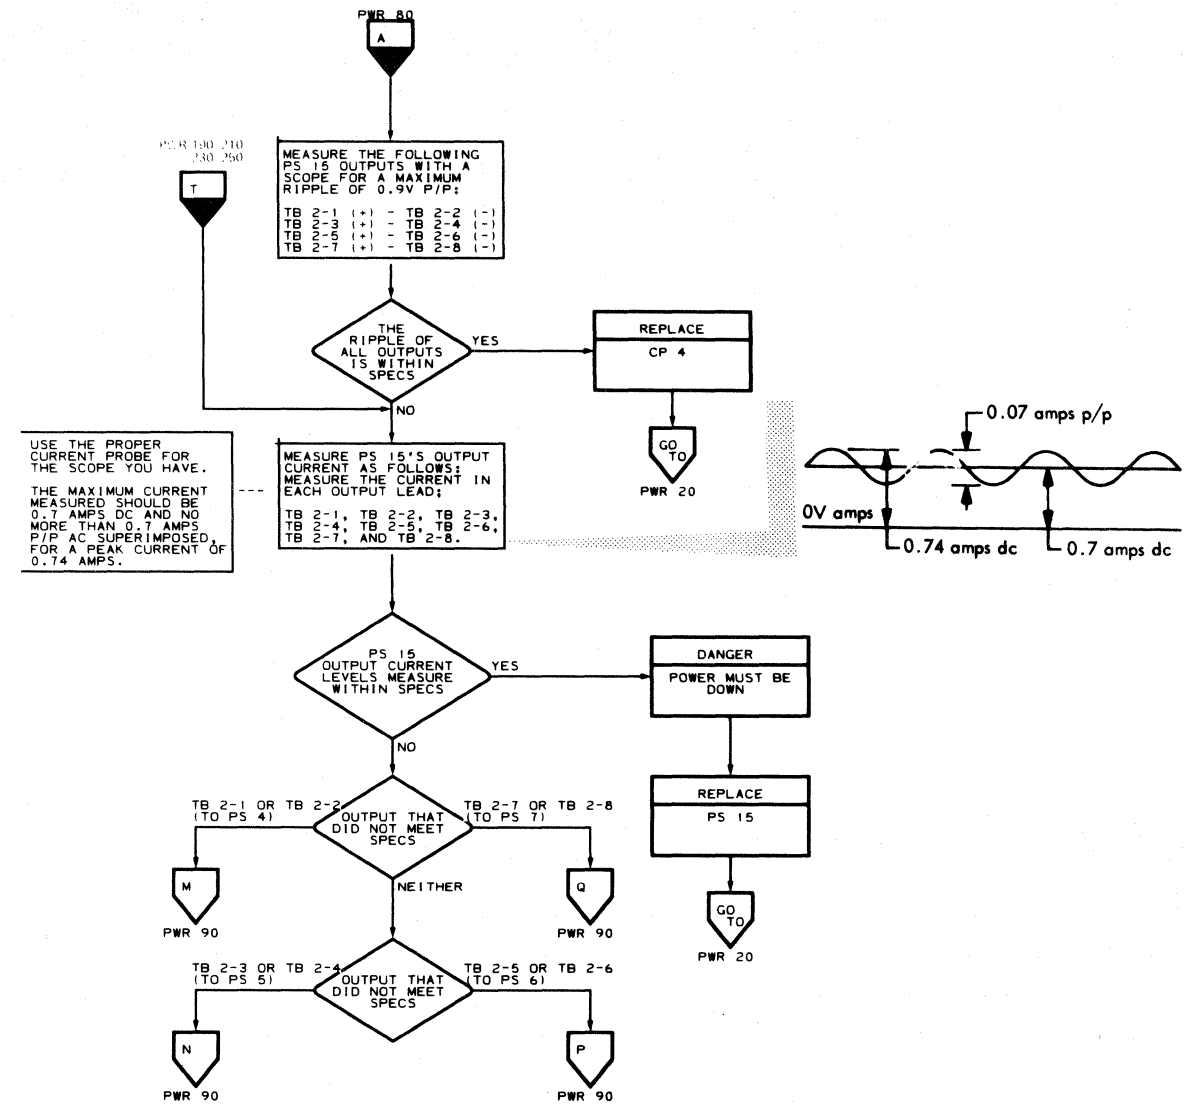 PWR 80
A
PWR 190 210
230 250
T
MEASURE THE FOLLOWING
PS 15 OUTPUTS WITH A
SCOPE FOR A MAXIMUM
RIPPLE OF 0.9V P/P:
TB 2-1 (+) - TB 2-2 (-)
TB 2-3 (+) - TB 2-4 (-)
TB 2-5 (+) - TB 2-6 (-)
TB 2-7 (+) - TB 2-8 (-)
THE
RIPPLE OF
ALL OUTPUTS
IS WITHIN
SPECS
YES
REPLACE
CP 4
NO
GO
TO
PWR 20
USE THE PROPER
CURRENT PROBE FOR
THE SCOPE YOU HAVE.
THE MAXIMUM CURRENT
MEASURED SHOULD BE
0.7 AMPS DC AND NO
MORE THAN 0.7 AMPS
P/P AC SUPERIMPOSED,
FOR A PEAK CURRENT OF
0.74 AMPS.
MEASURE PS 15'S OUTPUT
CURRENT AS FOLLOWS:
MEASURE THE CURRENT IN
EACH OUTPUT LEAD;
TB 2-1, TB 2-2, TB 2-3,
TB 2-4, TB 2-5, TB 2-6,
TB 2-7, AND TB 2-8.
0.07 amps p/p
0V amps
0.74 amps dc
0.7 amps dc
PS 15
OUTPUT CURRENT
LEVELS MEASURE
WITHIN SPECS
YES
DANGER
POWER MUST BE
DOWN
NO
REPLACE
PS 15
GO
TO
PWR 20
TB 2-1 OR TB 2-2
(TO PS 4)
OUTPUT THAT
DID NOT MEET
SPECS
TB 2-7 OR TB 2-8
(TO PS 7)
M
PWR 90
Q
PWR 90
NEITHER
TB 2-3 OR TB 2-4
(TO PS 5)
OUTPUT THAT
DID NOT MEET
SPECS
TB 2-5 OR TB 2-6
(TO PS 6)
N
PWR 90
P
PWR 90